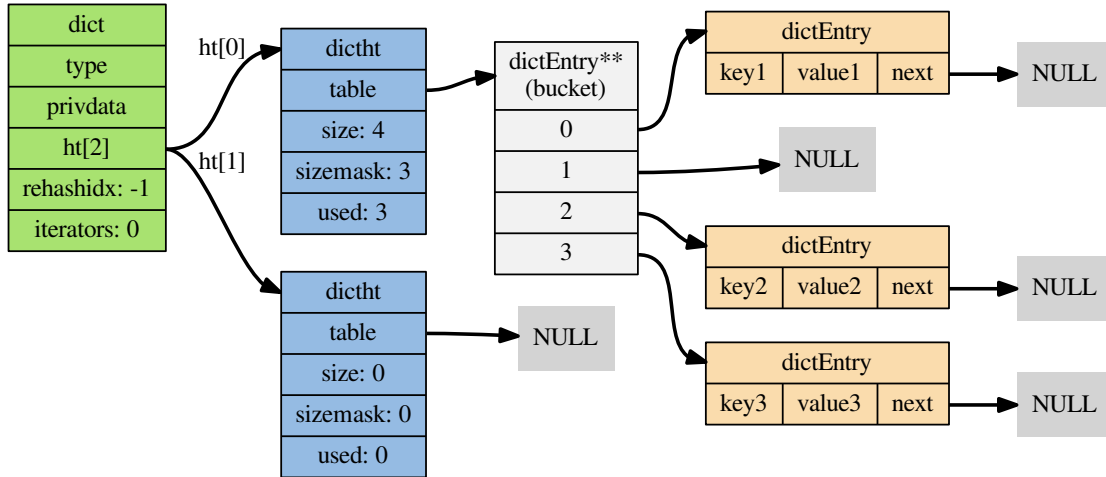 dict
type
privdata
ht[2]
rehashidx: -1
iterators: 0
ht[0]
ht[1]
dictht
table
size: 4
sizemask: 3
used: 3
dictht
table
size: 0
sizemask: 0
used: 0
dictEntry**
(bucket)
0
1
2
3
NULL
dictEntry
key1 value1 next
NULL
NULL
dictEntry
key2 value2 next
NULL
dictEntry
key3 value3 next
NULL